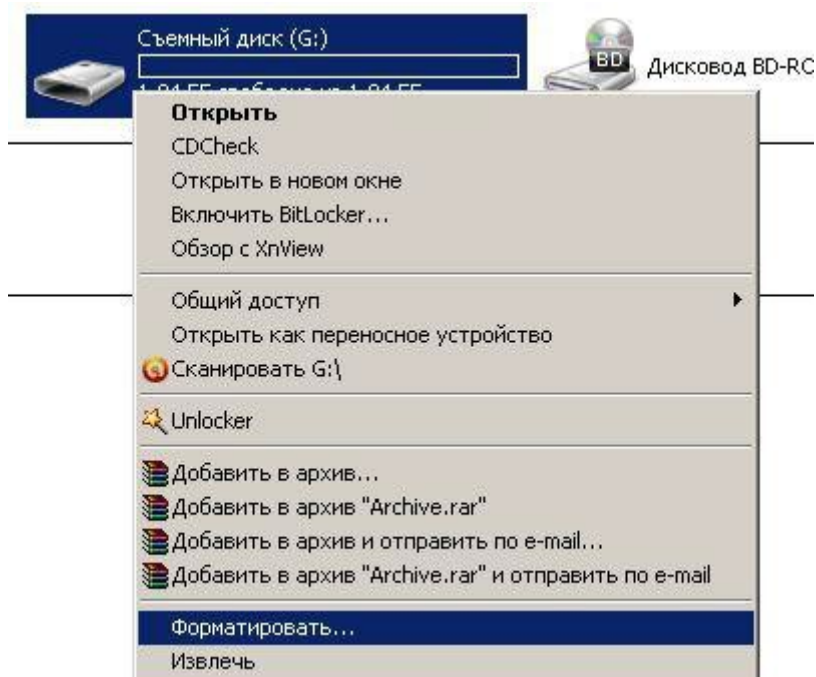 Съемный диск (G:)
BD
Дисковод BD-RO
Открыть
CDCheck
Открыть в новом окне
Включить BitLocker...
Обзор с XnView
Общий доступ
Открыть как переносное устройство
Сканировать G:\
Unlocker
Добавить в архив...
Добавить в архив "Archive.rar"
Добавить в архив и отправить по e-mail...
Добавить в архив "Archive.rar" и отправить по e-mail
Форматировать...
Извлечь